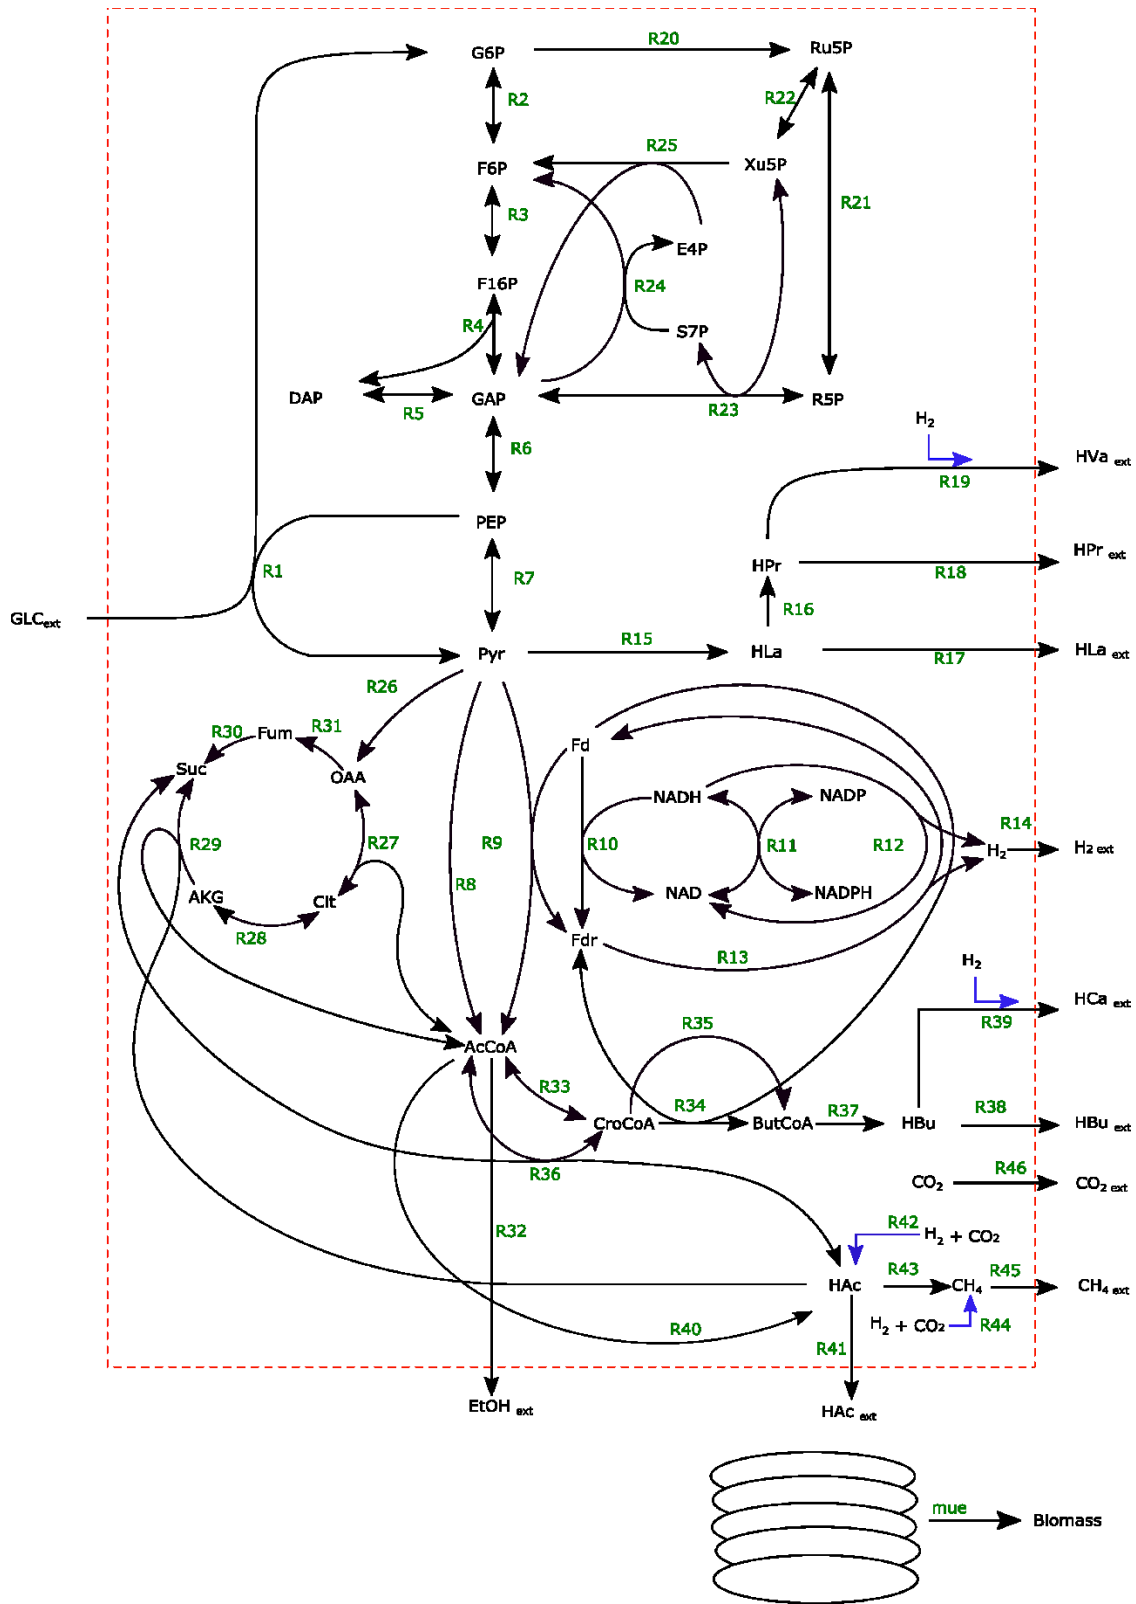 R20
G6P
Ru5P
R2
R22
R25
F6P
Xu5P
R3
R21
E4P
F16P
R24
R4
S7P
DAP
R5
GAP
R23
R5P
H2
R6
HVa ext
R19
PEP
HPr ext
R1
R7
HPr
R18
R16
GLCext
R15
Pyr
HLa
R17
HLa ext
R26
R30
Fum
R31
Fd
Suc
OAA
NADH
NADP
R14
R29
R27
R9
R10
R11
R12
H2
H2 ext
R8
AKG
Cit
NAD
NADPH
R28
Fdr
R13
H2
HCa ext
R35
R39
AcCoA
R33
CroCoA
R34
ButCoA
R37
HBu
R38
HBu ext
R36
R46
CO2
CO2 ext
R42
R32
H2 + CO2
R43
R45
HAc
CH4
CH4 ext
H2 + CO2
R44
R40
R41
EtOH ext
HAc ext
mue
Biomass